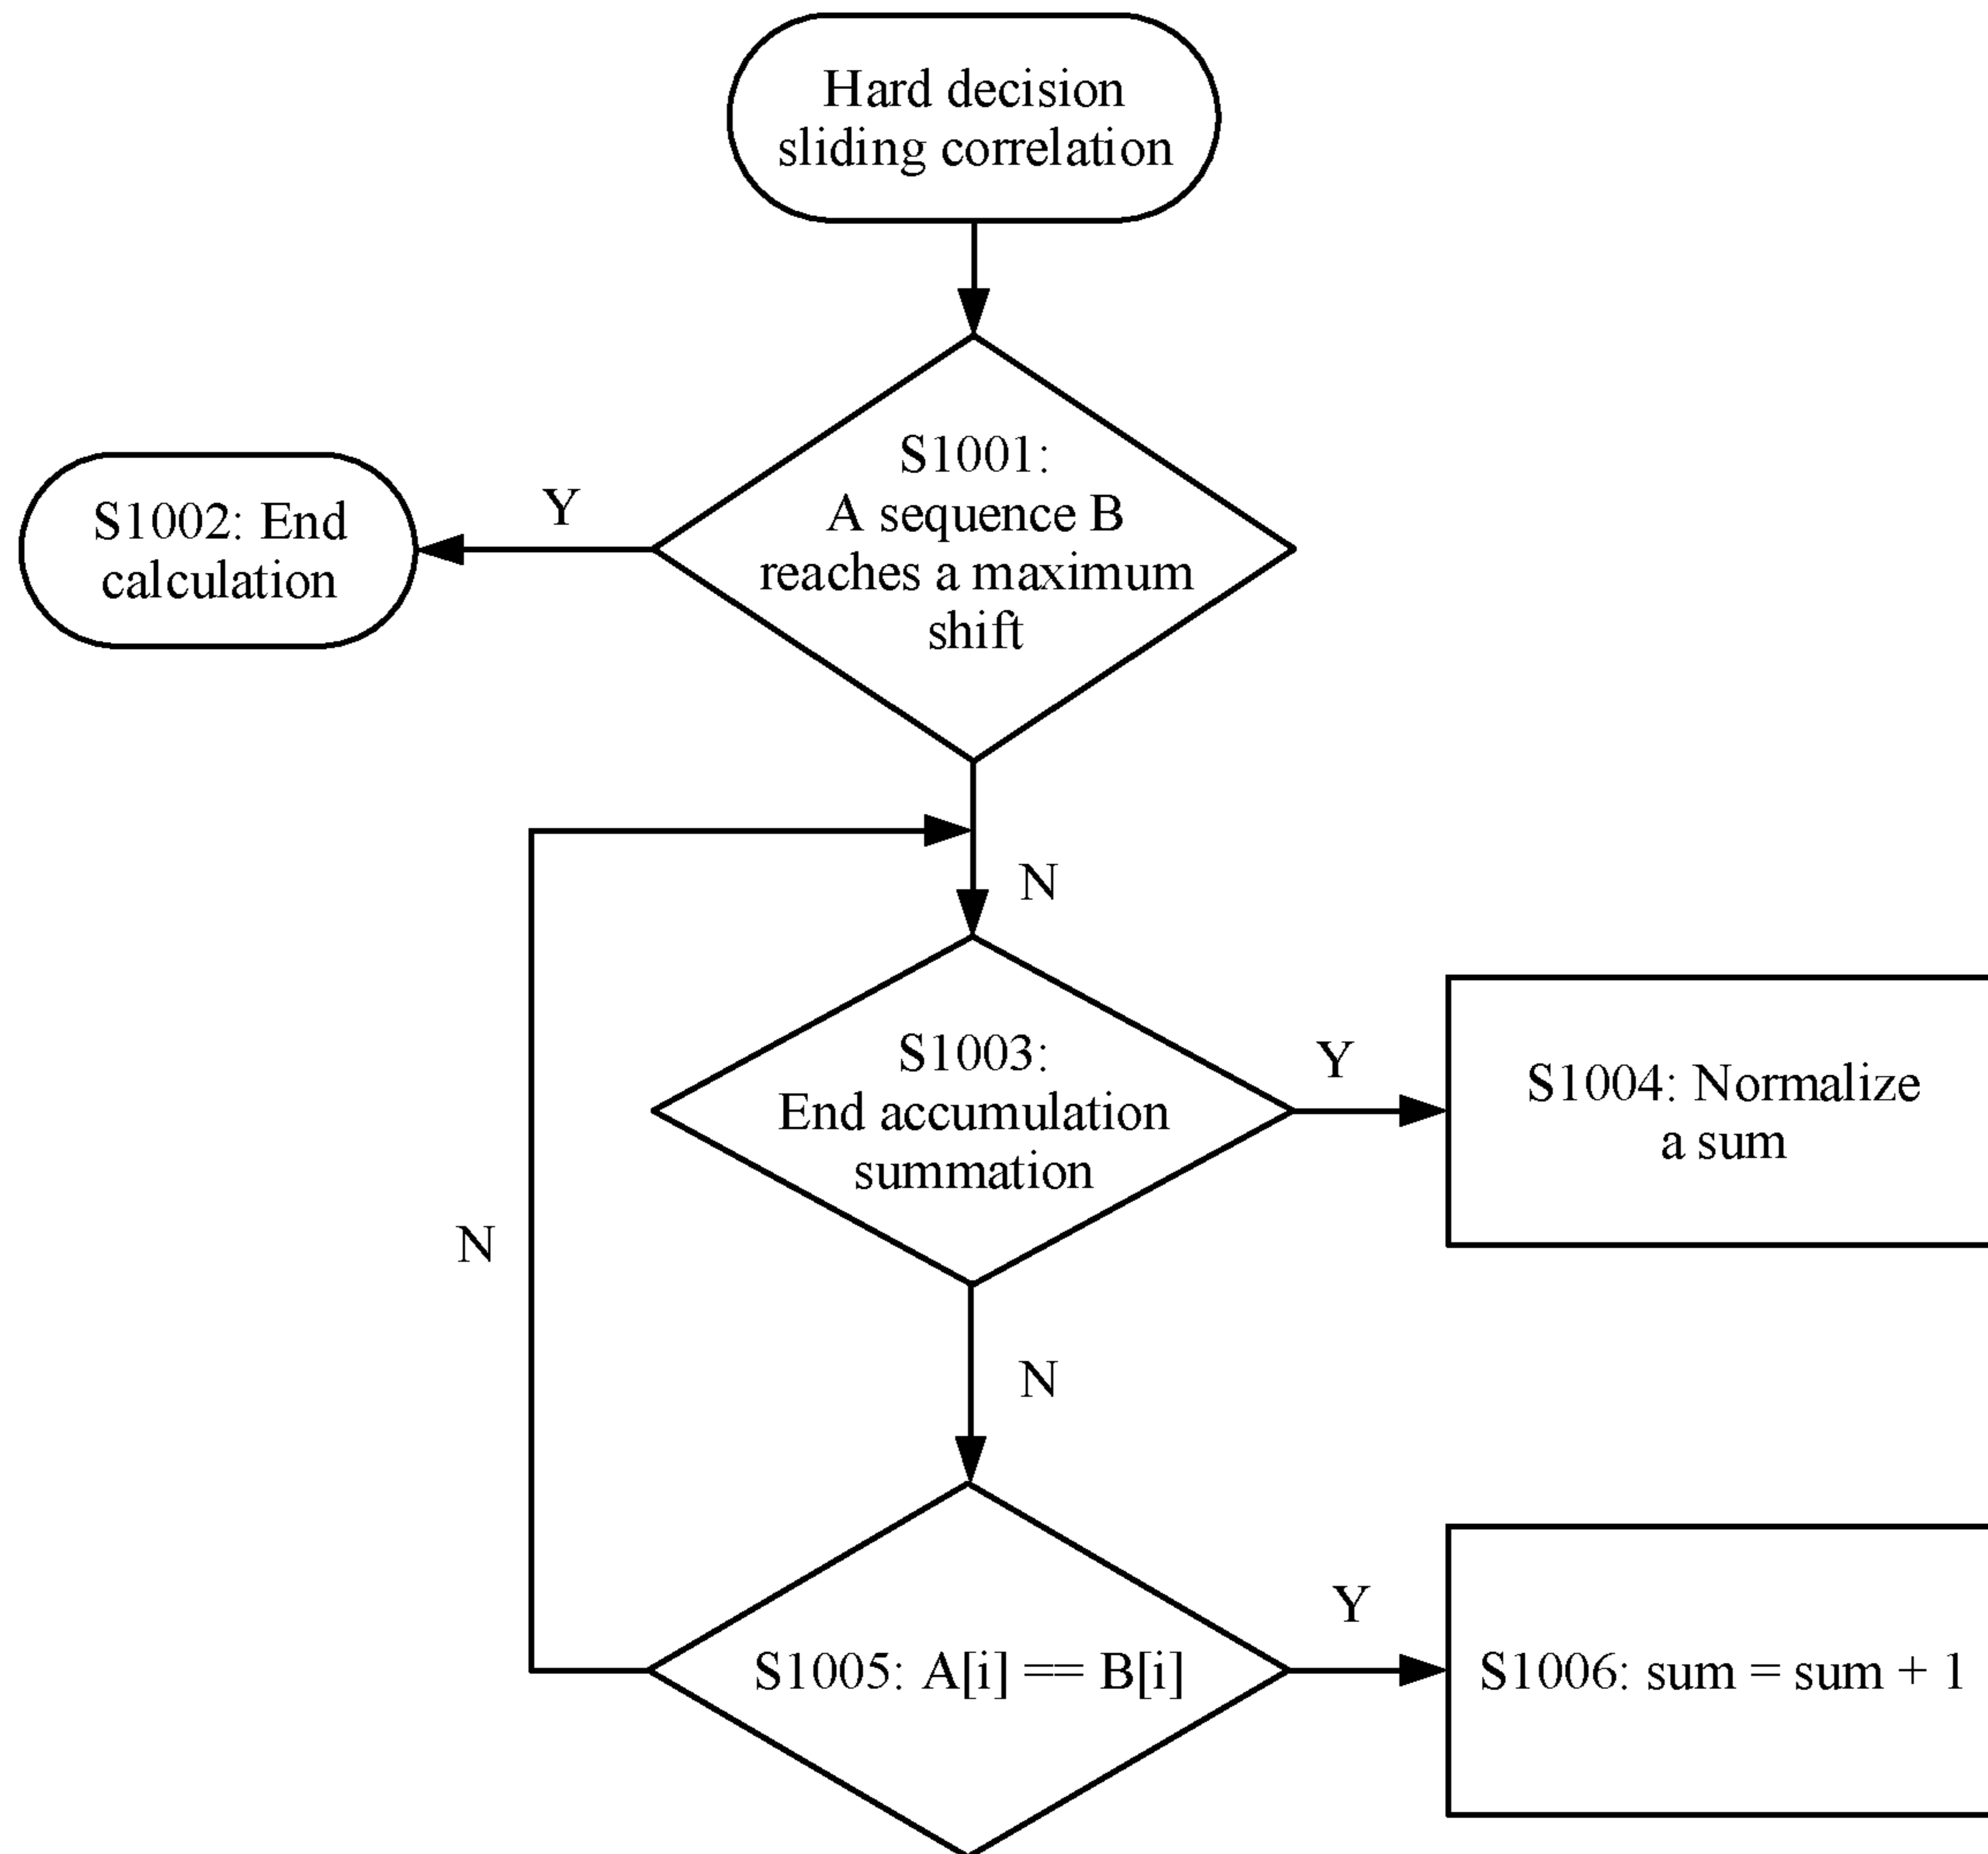 Hard decision
sliding correlation
S1001:
A sequence B
reaches a maximum
shift
Y
S1002: End
calculation
N
S1003:
End accumulation
summation
Y
S1004: Normalize
a sum
N
N
S1005: A[i] == B[i]
Y
S1006: sum = sum + 1